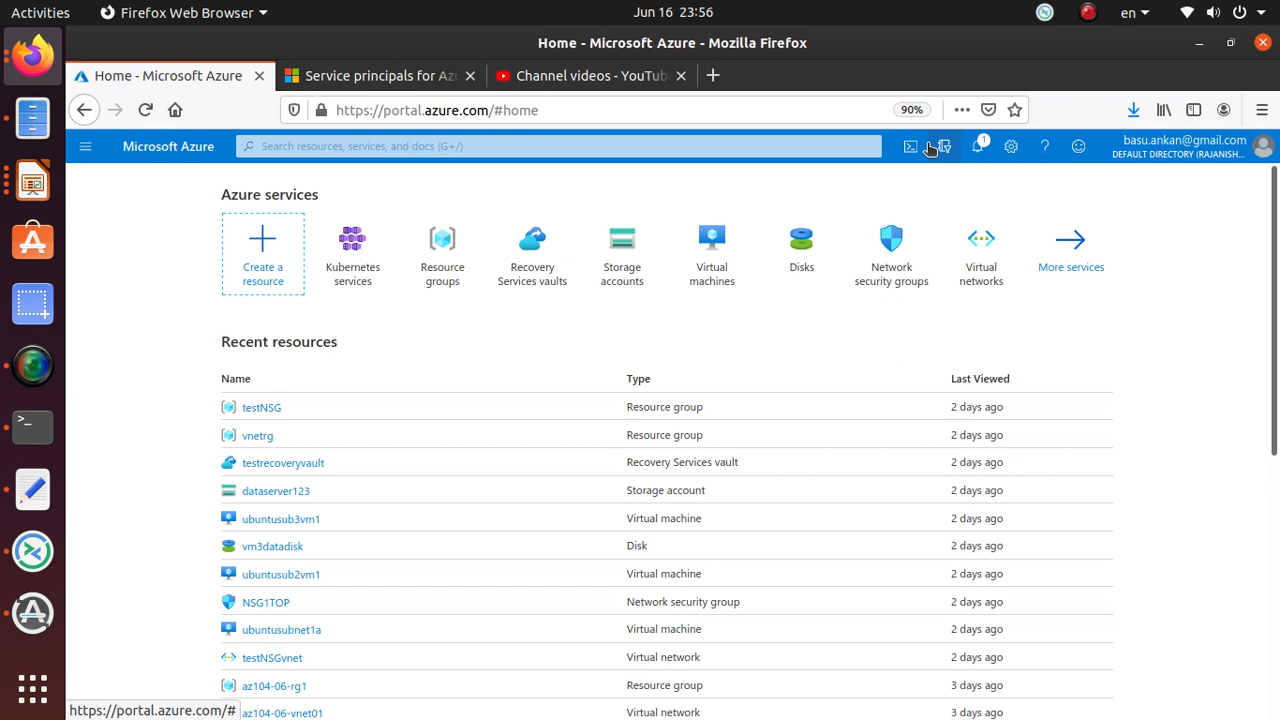 Activities Firefox Web Browser Jun 16 23:56 en
Home - Microsoft Azure - Mozilla Firefox
Home - Microsoft Azure Service principals for Az Channel videos - YouTub
https://portal.azure.com/#home 90%
Microsoft Azure Search resources, services, and docs (G+/) 1 basu.ankan@gmail.com
DEFAULT DIRECTORY (RAJANISH...
Azure services
Create a resource
Kubernetes services
Resource groups
Recovery Services vaults
Storage accounts
Virtual machines
Disks
Network security groups
Virtual networks
More services
Recent resources
Name Type Last Viewed
testNSG Resource group 2 days ago
vnetrg Resource group 2 days ago
testrecoveryvault Recovery Services vault 2 days ago
dataserver123 Storage account 2 days ago
ubuntusub3vm1 Virtual machine 2 days ago
vm3datadisk Disk 2 days ago
ubuntusub2vm1 Virtual machine 2 days ago
NSG1TOP Network security group 2 days ago
ubuntusubnet1a Virtual machine 2 days ago
testNSGvnet Virtual network 2 days ago
az104-06-rg1 Resource group 3 days ago
az104-06-vnet01 Virtual network 3 days ago
https://portal.azure.com/#